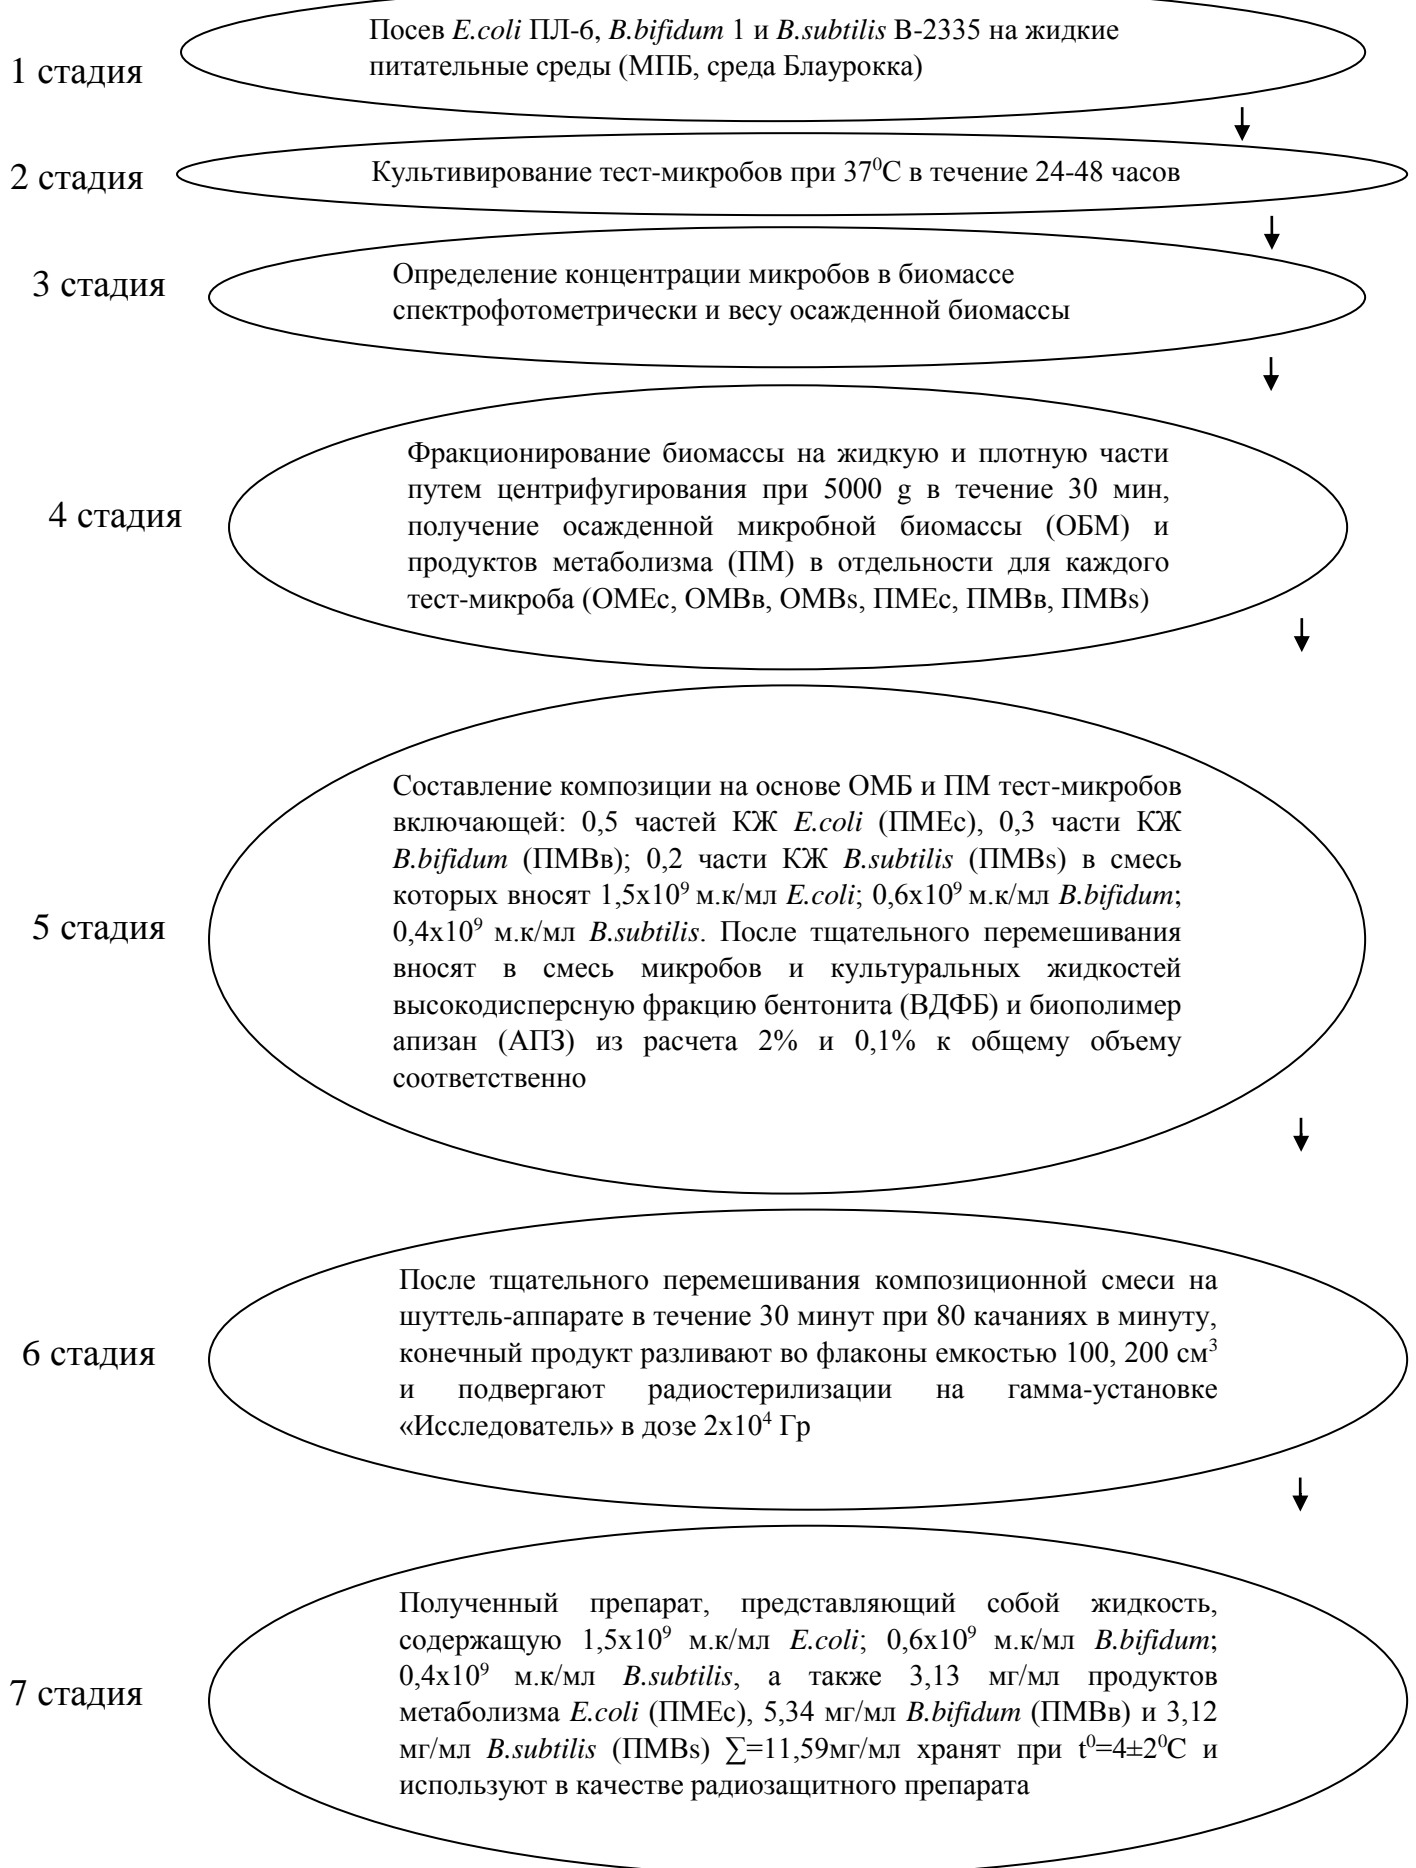 1 стадия
Посев E.coli ПЛ-6, B.bifidum 1 и B.subtilis В-2335 на жидкие
питательные среды (МПБ, среда Блаурокка)
2 стадия
Культивирование тест-микробов при 37⁰С в течение 24-48 часов
3 стадия
Определение концентрации микробов в биомассе
спектрофотометрически и весу осажденной биомассы
4 стадия
Фракционирование биомассы на жидкую и плотную части
путем центрифугирования при 5000 g в течение 30 мин,
получение осажденной микробной биомассы (ОБМ) и
продуктов метаболизма (ПМ) в отдельности для каждого
тест-микроба (ОМЕс, ОМВв, ОМВs, ПМЕс, ПМВв, ПМВs)
5 стадия
Составление композиции на основе ОМБ и ПМ тест-микробов
включающей: 0,5 частей КЖ E.coli (ПМЕс), 0,3 части КЖ
B.bifidum (ПМВв); 0,2 части КЖ B.subtilis (ПМВs) в смесь
которых вносят 1,5х10⁹ м.к/мл E.coli; 0,6х10⁹ м.к/мл B.bifidum;
0,4х10⁹ м.к/мл B.subtilis. После тщательного перемешивания
вносят в смесь микробов и культуральных жидкостей
высокодисперсную фракцию бентонита (ВДФБ) и биополимер
апизан (АПЗ) из расчета 2% и 0,1% к общему объему
соответственно
6 стадия
После тщательного перемешивания композиционной смеси на
шуттель-аппарате в течение 30 минут при 80 качаниях в минуту,
конечный продукт разливают во флаконы емкостью 100, 200 см³
и подвергают радиостерилизации на гамма-установке
«Исследователь» в дозе 2х10⁴ Гр
7 стадия
Полученный препарат, представляющий собой жидкость,
содержащую 1,5х10⁹ м.к/мл E.coli; 0,6х10⁹ м.к/мл B.bifidum;
0,4х10⁹ м.к/мл B.subtilis, а также 3,13 мг/мл продуктов
метаболизма E.coli (ПМЕс), 5,34 мг/мл B.bifidum (ПМВв) и 3,12
мг/мл B.subtilis (ПМВs) ∑=11,59мг/мл хранят при t⁰=4±2⁰С и
используют в качестве радиозащитного препарата